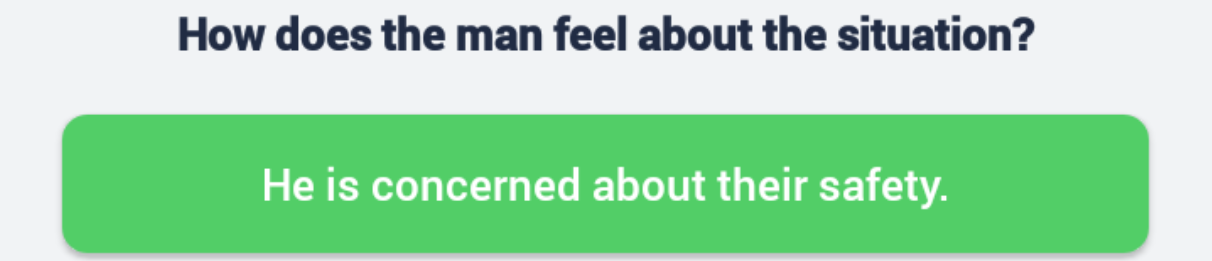 How does the man feel about the situation?
He is concerned about their safety.